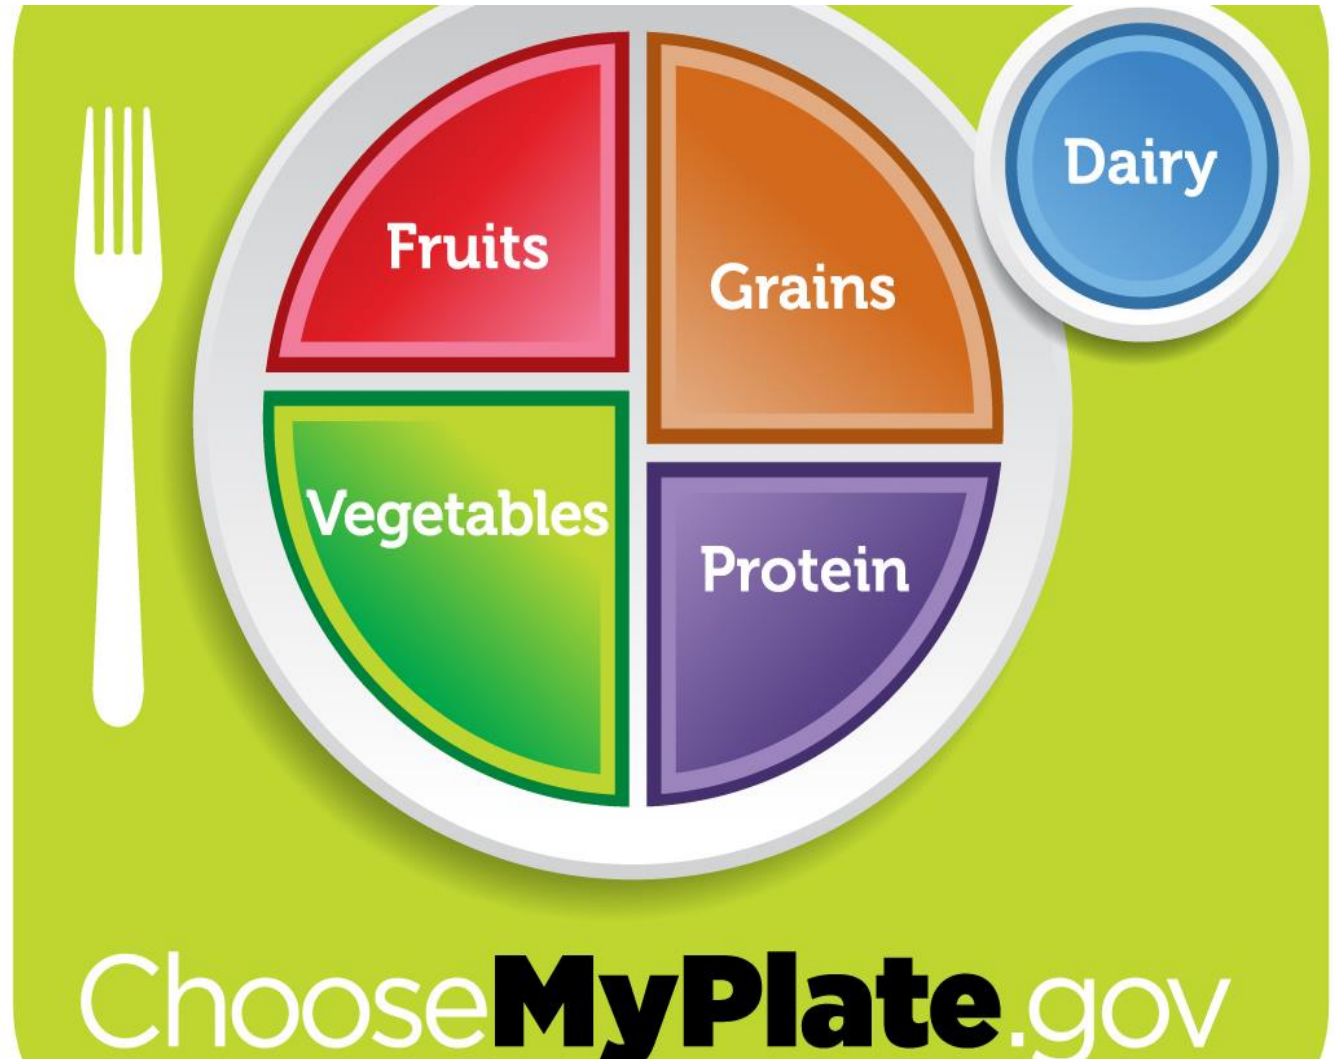 Dairy
Fruits
Grains
Vegetables
Protein
ChooseMyPlate.gov